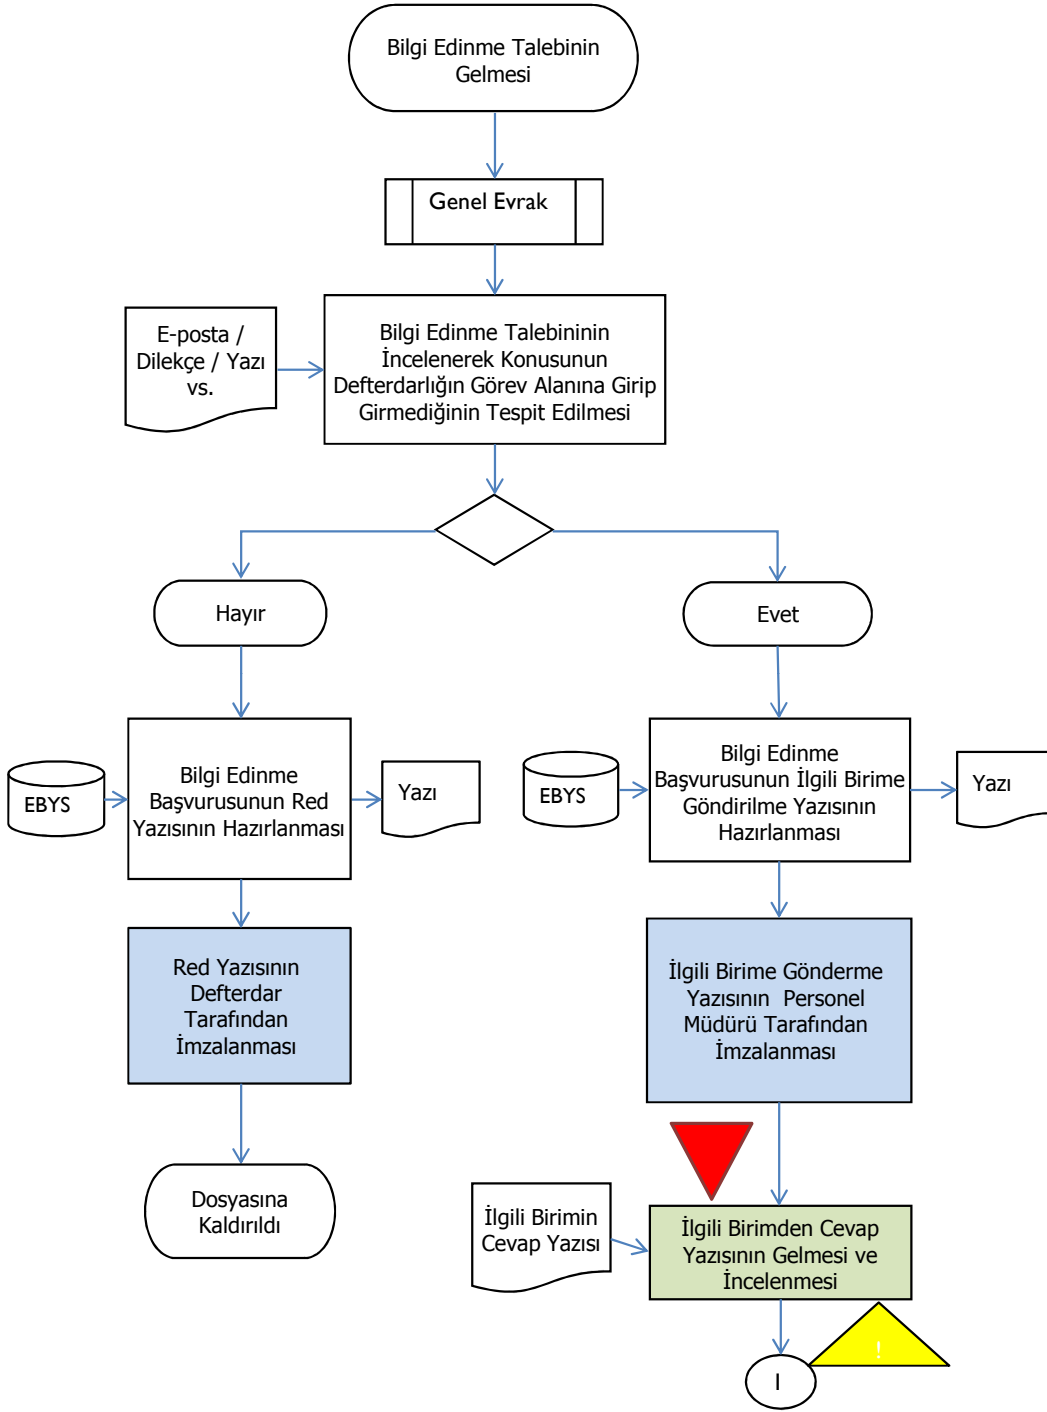 Bilgi Edinme Talebinin
Gelmesi
Genel Evrak
E-posta /
Dilekçe / Yazı
vs.
Bilgi Edinme Talebininin
İncelenerek Konusunun
Defterdarlığın Görev Alanına Girip
Girmediğinin Tespit Edilmesi
Hayır
Evet
EBYS
Bilgi Edinme
Başvurusunun Red
Yazısının Hazırlanması
Yazı
EBYS
Bilgi Edinme
Başvurusunun İlgili Birime
Göndirilme Yazısının
Hazırlanması
Yazı
Red Yazısının
Defterdar
Tarafından
İmzalanması
İlgili Birime Gönderme
Yazısının Personel
Müdürü Tarafından
İmzalanması
Dosyasına
Kaldırıldı
İlgili Birimin
Cevap Yazısı
İlgili Birimden Cevap
Yazısının Gelmesi ve
İncelenmesi
!
I